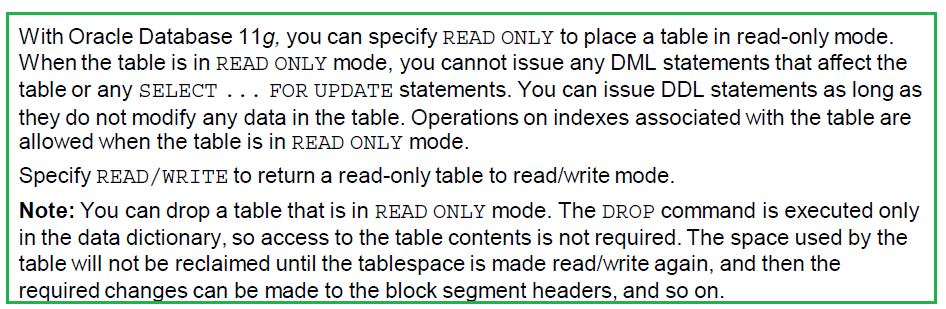 With Oracle Database 11g, you can specify READ ONLY to place a table in read-only mode.
When the table is in READ ONLY mode, you cannot issue any DML statements that affect the
table or any SELECT ... FOR UPDATE statements. You can issue DDL statements as long as
they do not modify any data in the table. Operations on indexes associated with the table are
allowed when the table is in READ ONLY mode.
Specify READ/WRITE to return a read-only table to read/write mode.
Note: You can drop a table that is in READ ONLY mode. The DROP command is executed only
in the data dictionary, so access to the table contents is not required. The space used by the
table will not be reclaimed until the tablespace is made read/write again, and then the
required changes can be made to the block segment headers, and so on.